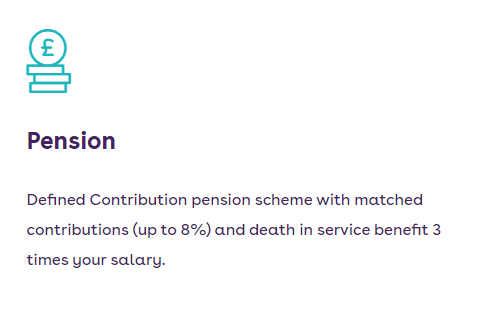 £
Pension
Defined Contribution pension scheme with matched
contributions (up to 8%) and death in service benefit 3
times your salary.